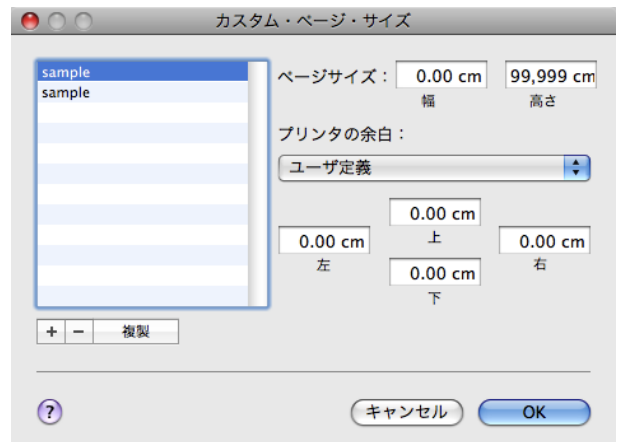 カスタム・ページ・サイズ
sample
sample
ページサイズ： 0.00 cm 99,999 cm
幅 高さ
プリンタの余白：
ユーザ定義
0.00 cm
上
0.00 cm 0.00 cm
左 右
0.00 cm
下
+ − 複製
? キャンセル OK